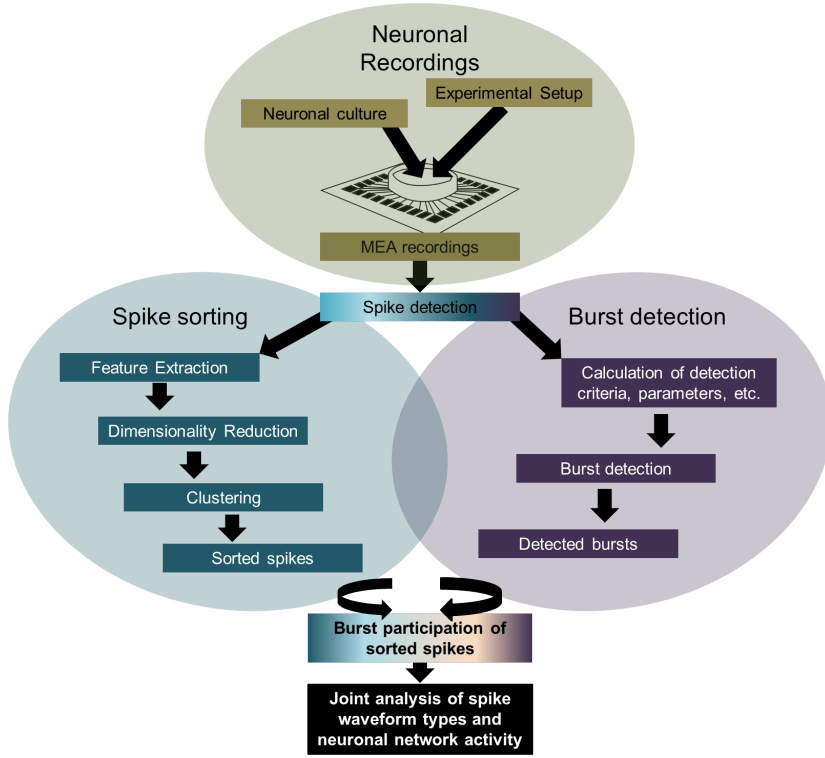 Neuronal
Recordings
Experimental Setup
Neuronal culture
MEA recordings
Spike detection
Spike sorting
Burst detection
Feature Extraction
Calculation of detection
criteria, parameters, etc.
Dimensionality Reduction
Burst detection
Clustering
Detected bursts
Sorted spikes
Burst participation of
sorted spikes
Joint analysis of spike
waveform types and
neuronal network activity